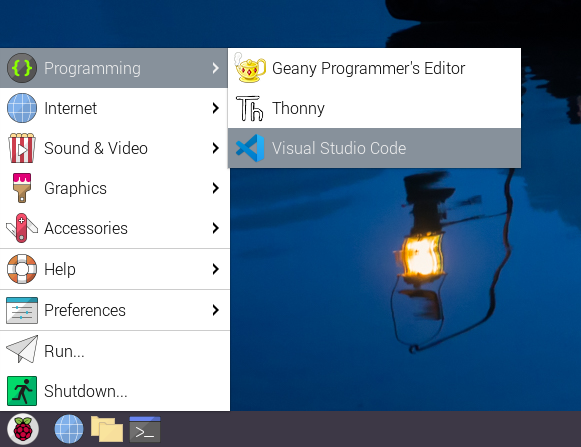 Programming
Geany Programmer's Editor
Internet
Thonny
Sound & Video
Visual Studio Code
Graphics
Accessories
Help
Preferences
Run...
Shutdown...